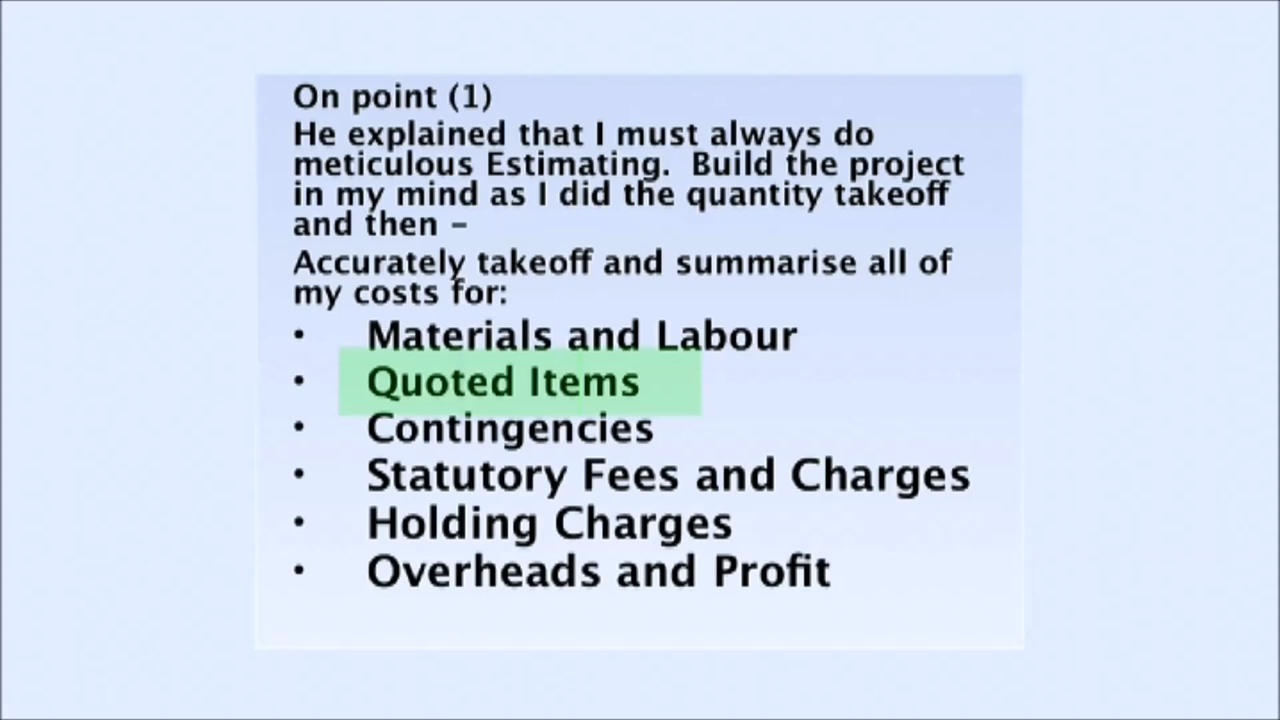 On point (1)
He explained that I must always do
meticulous Estimating.  Build the project
in my mind as I did the quantity takeoff
and then –
Accurately takeoff and summarise all of
my costs for:
• Materials and Labour
• Quoted Items
• Contingencies
• Statutory Fees and Charges
• Holding Charges
• Overheads and Profit